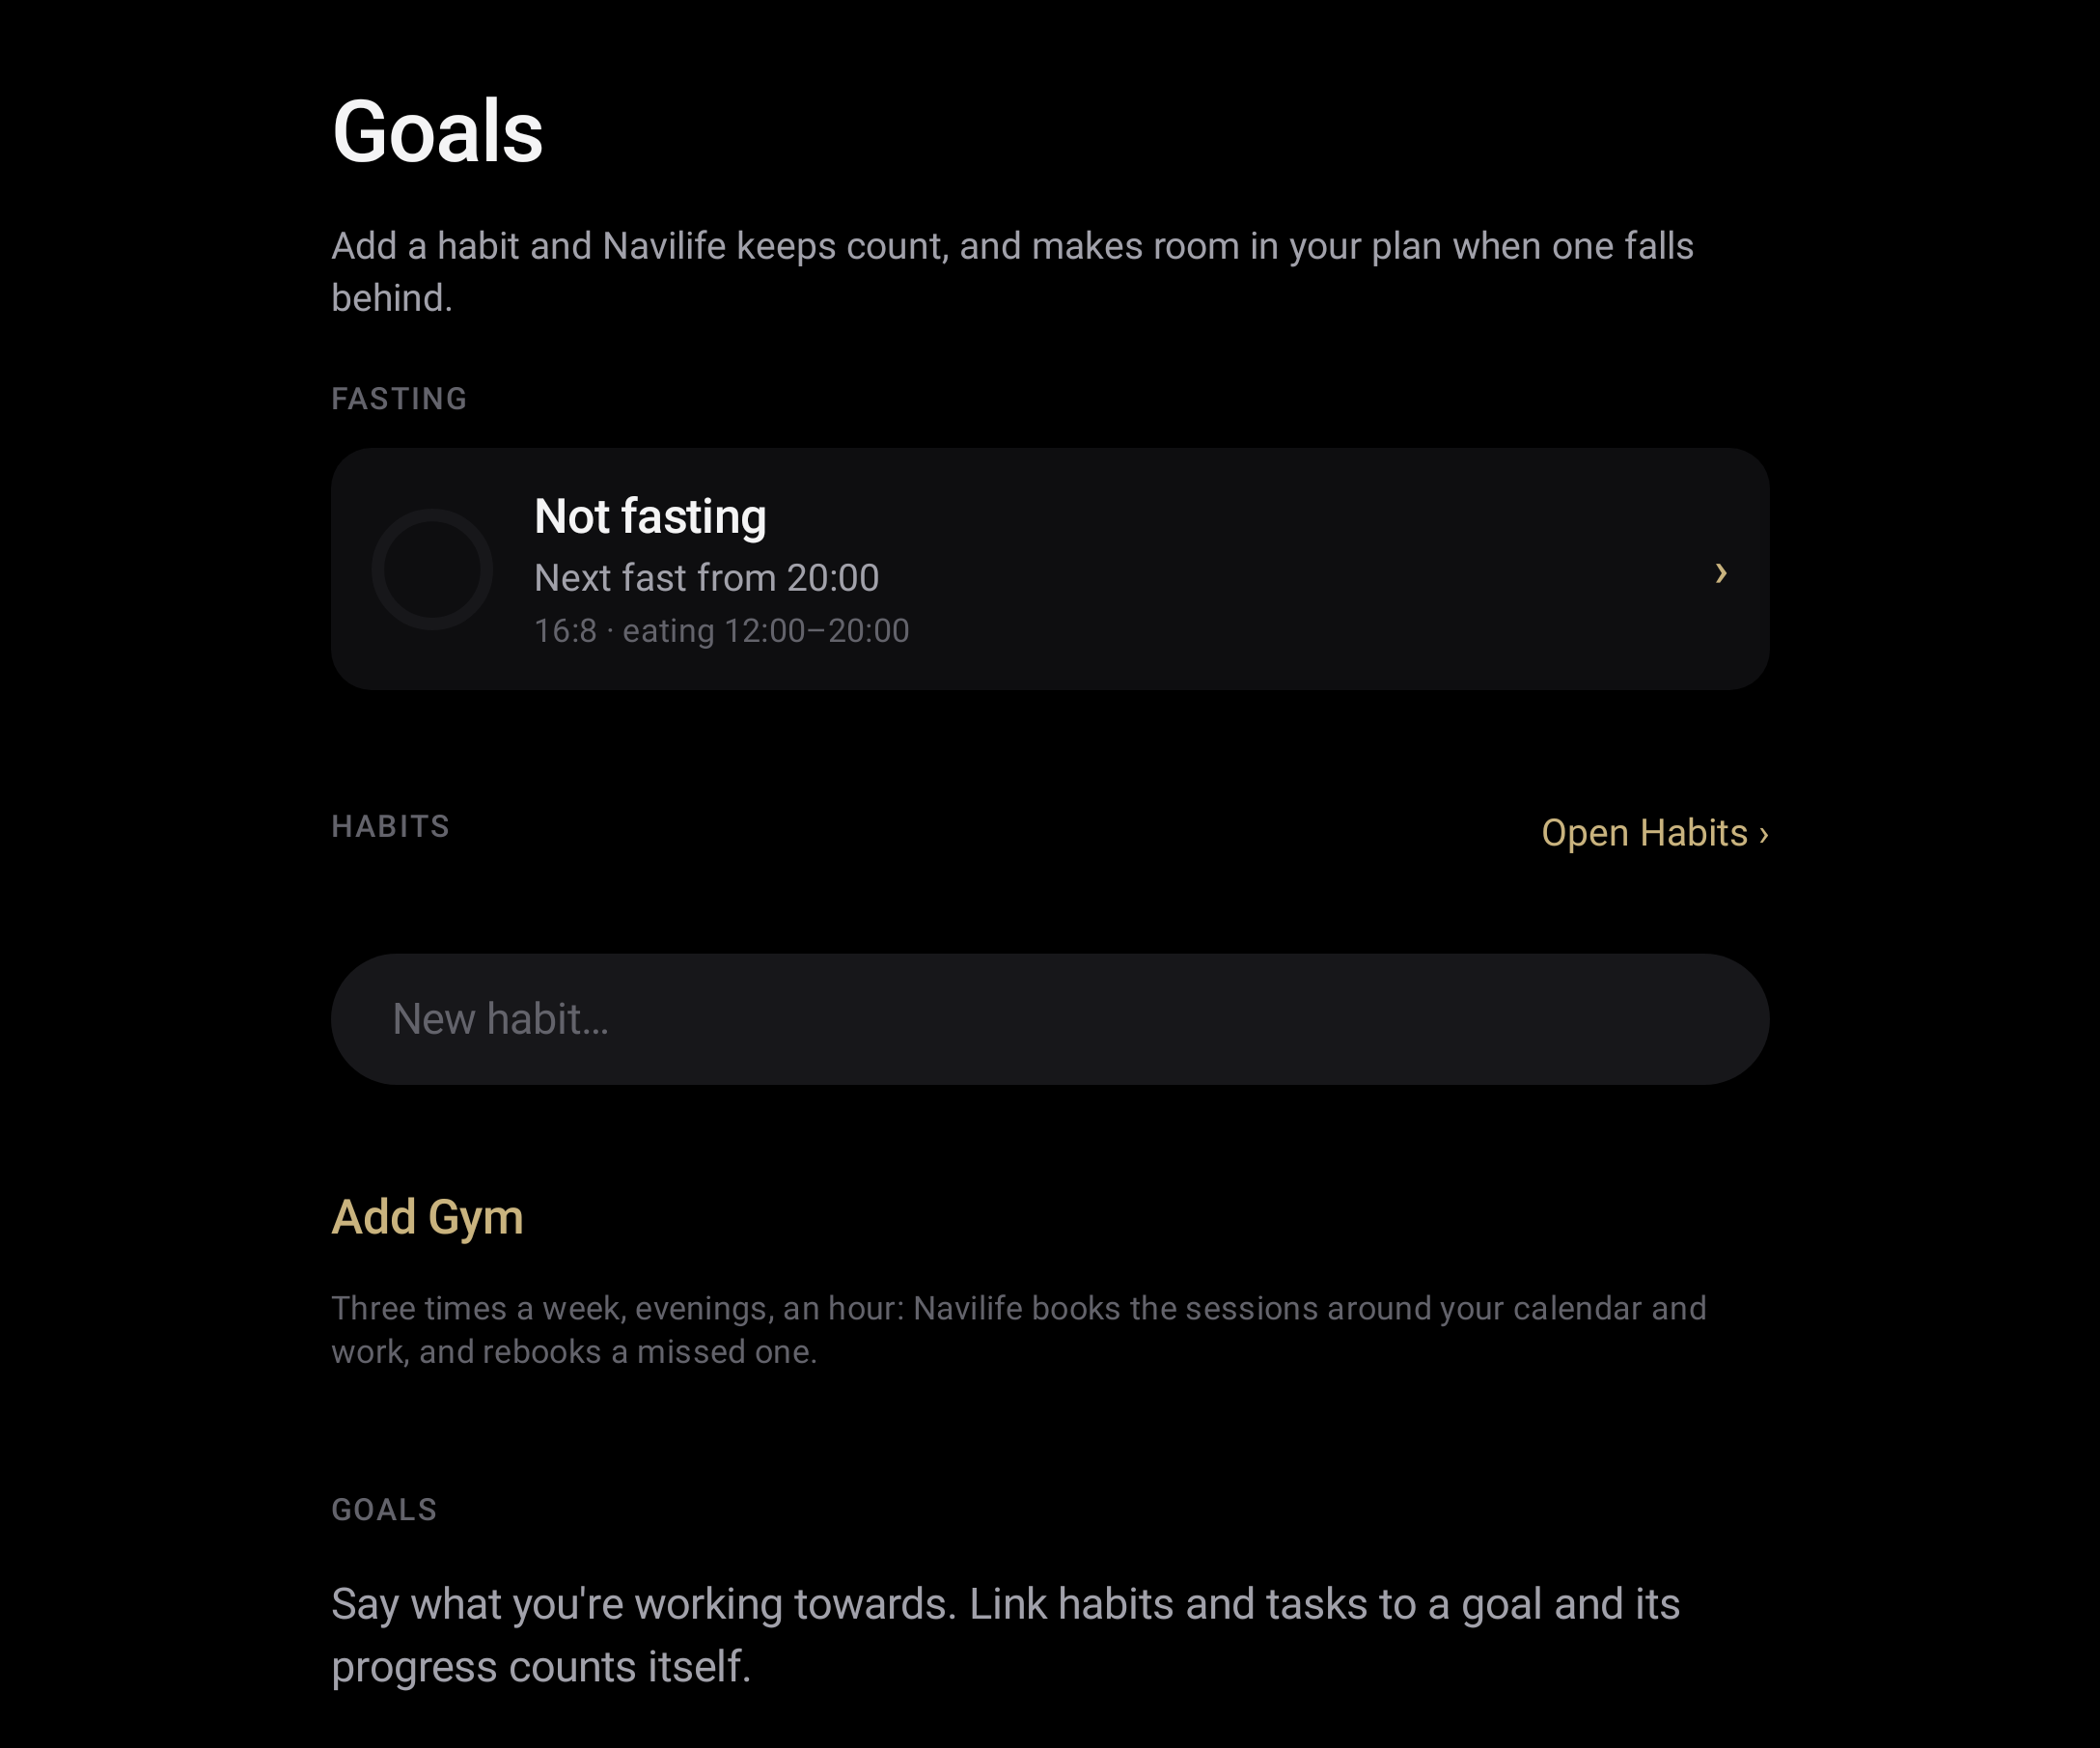 Goals
Add a habit and Navilife keeps count, and makes room in your plan when one falls
behind.
FASTING
Not fasting
Next fast from 20:00
16:8 · eating 12:00–20:00
›
HABITS
Open Habits ›
New habit...
Add Gym
Three times a week, evenings, an hour: Navilife books the sessions around your calendar and
work, and rebooks a missed one.
GOALS
Say what you're working towards. Link habits and tasks to a goal and its
progress counts itself.